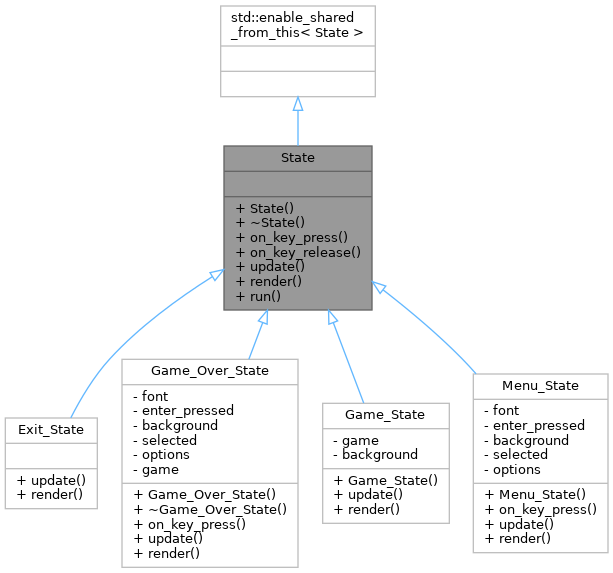 std::enable_shared
_from_this< State >
State
+ State()
+ ~State()
+ on_key_press()
+ on_key_release()
+ update()
+ render()
+ run()
Exit_State
+ update()
+ render()
Game_Over_State
- font
- enter_pressed
- background
- selected
- options
- game
+ Game_Over_State()
+ ~Game_Over_State()
+ on_key_press()
+ update()
+ render()
Game_State
- game
- background
+ Game_State()
+ update()
+ render()
Menu_State
- font
- enter_pressed
- background
- selected
- options
+ Menu_State()
+ on_key_press()
+ update()
+ render()